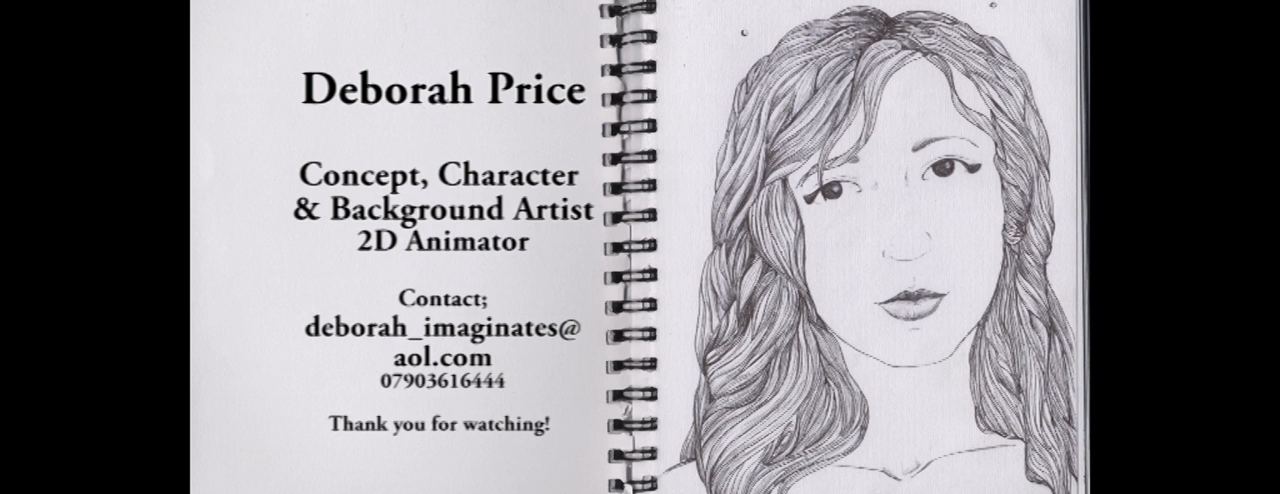 Deborah Price
Concept, Character
& Background Artist
2D Animator
Contact;
deborah_imaginates@
aol.com
07903616444
Thank you for watching!